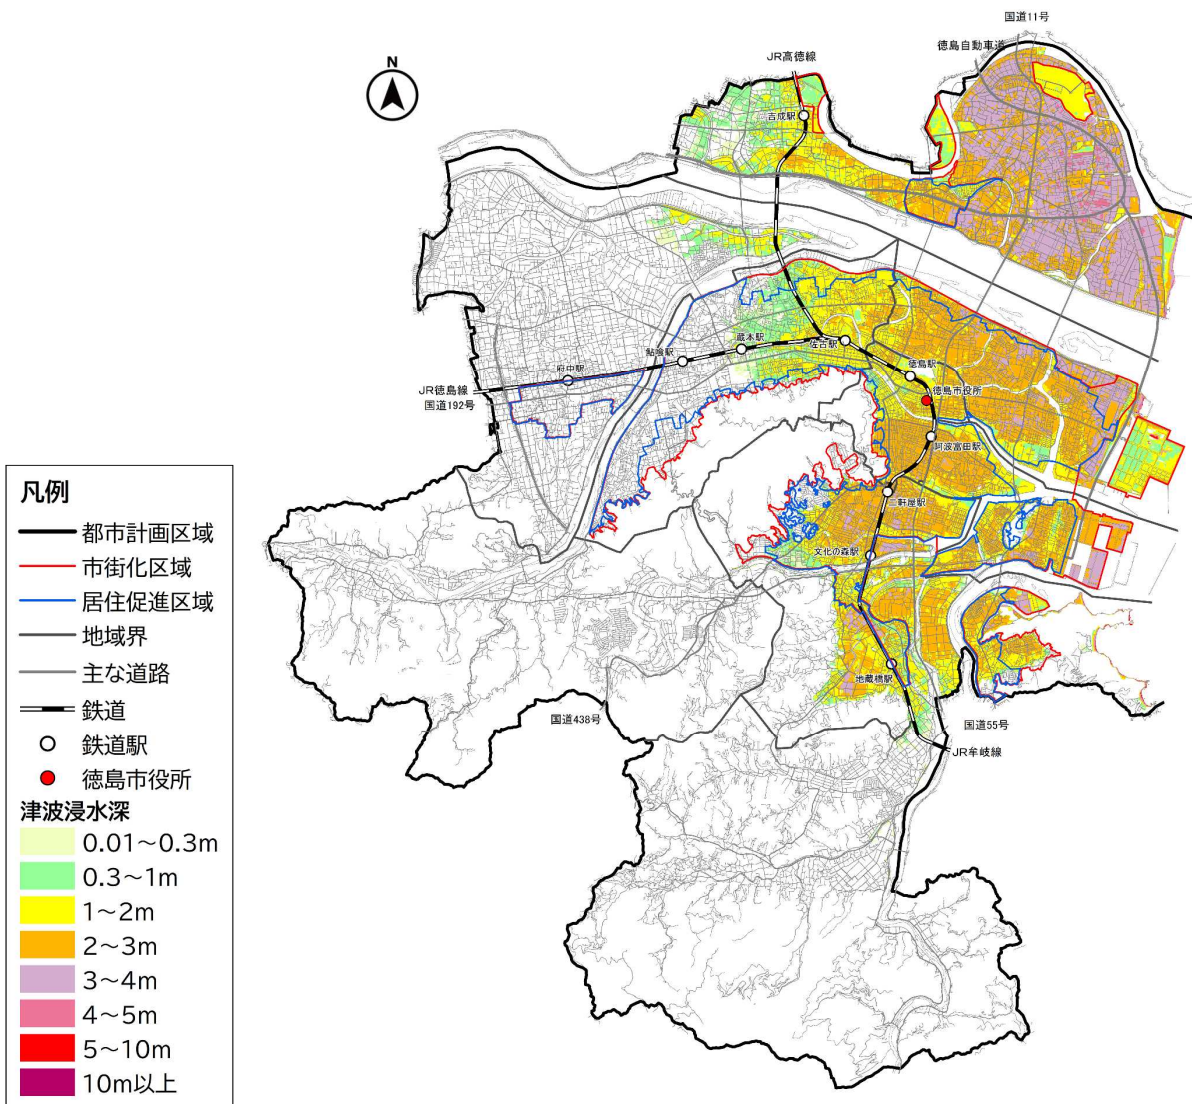 国道11号
徳島自動車道
JR高徳線
N
吉成駅
蔵本駅
佐古駅
鮎喰駅
徳島駅
府中駅
JR徳島線
国道192号
徳島市役所
阿波富田駅
二軒屋駅
文化の森駅
地蔵橋駅
国道438号
国道55号
JR牟岐線
凡例
都市計画区域
市街化区域
居住促進区域
地域界
主な道路
鉄道
鉄道駅
徳島市役所
津波浸水深
0.01～0.3m
0.3～1m
1～2m
2～3m
3～4m
4～5m
5～10m
10m以上